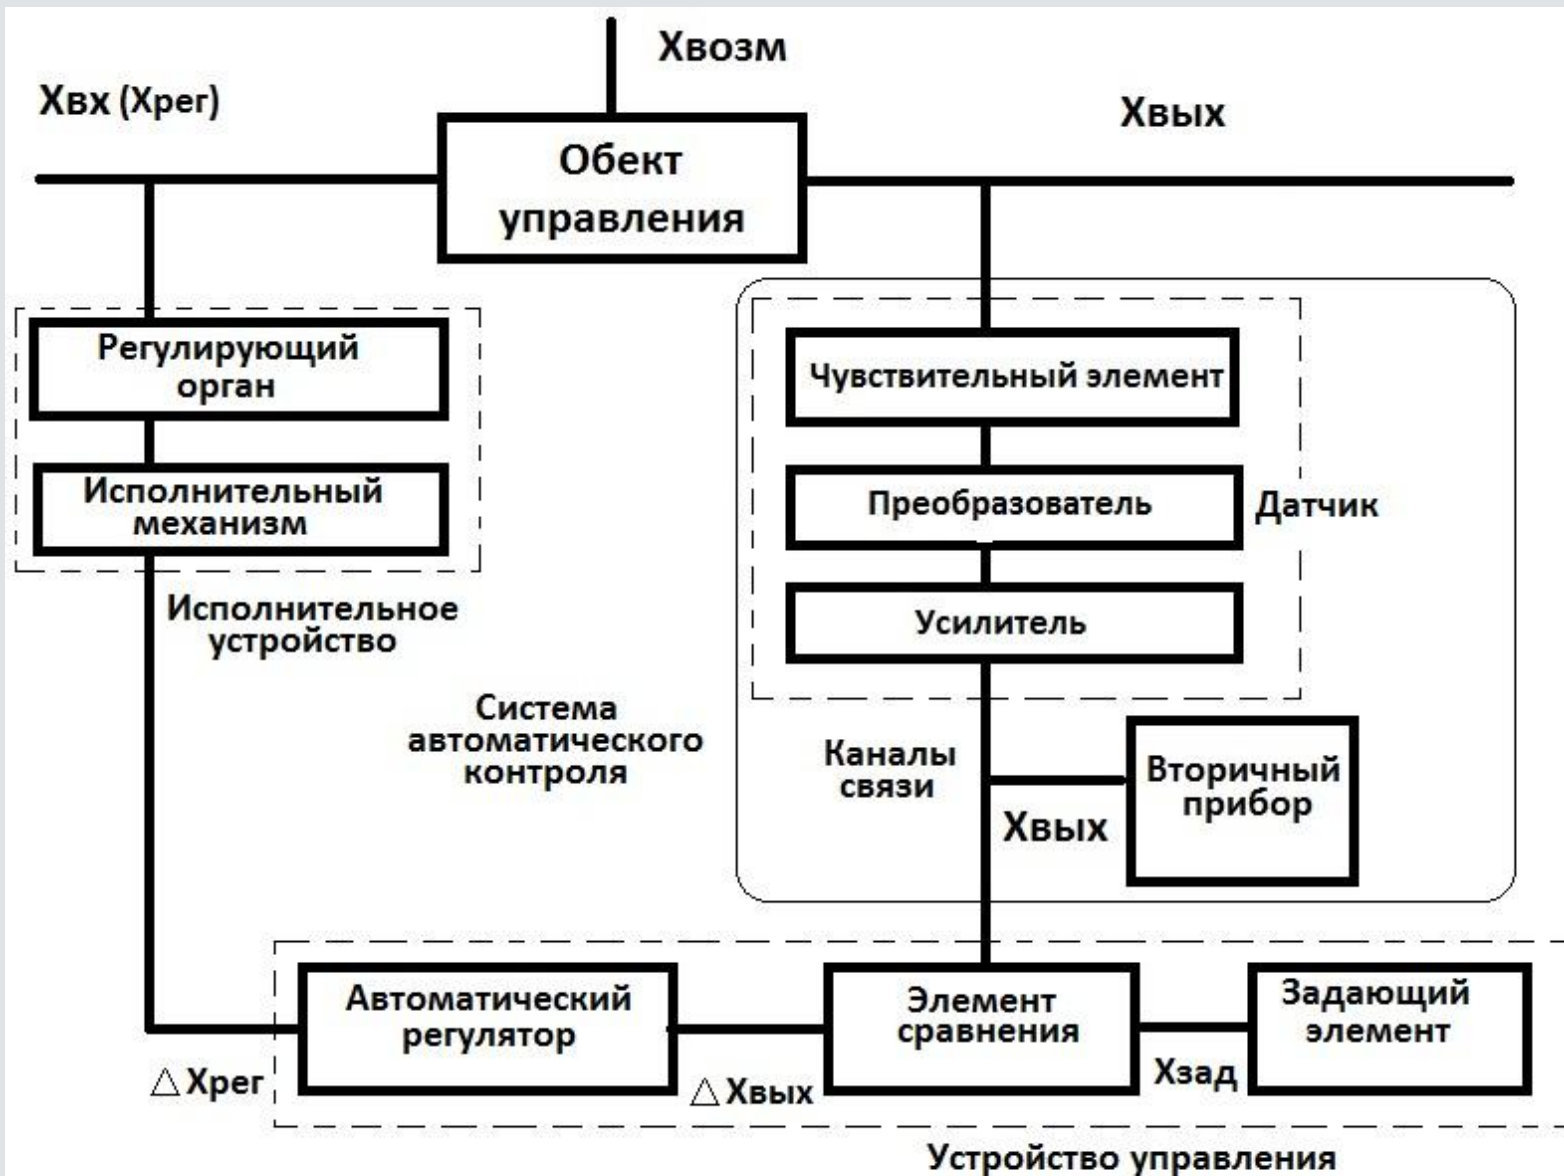 Хвозм
Хвх (Хрег)
Хвых
Обект
управления
Регулирующий
орган
Исполнительный
механизм
Исполнительное
устройство
Чувствительный элемент
Преобразователь
Датчик
Усилитель
Система
автоматического
контроля
Каналы
связи
Вторичный
прибор
Хвых
Автоматический
регулятор
Элемент
сравнения
Задающий
элемент
△ Хрег
△ Хвых
Хзад
Устройство управления